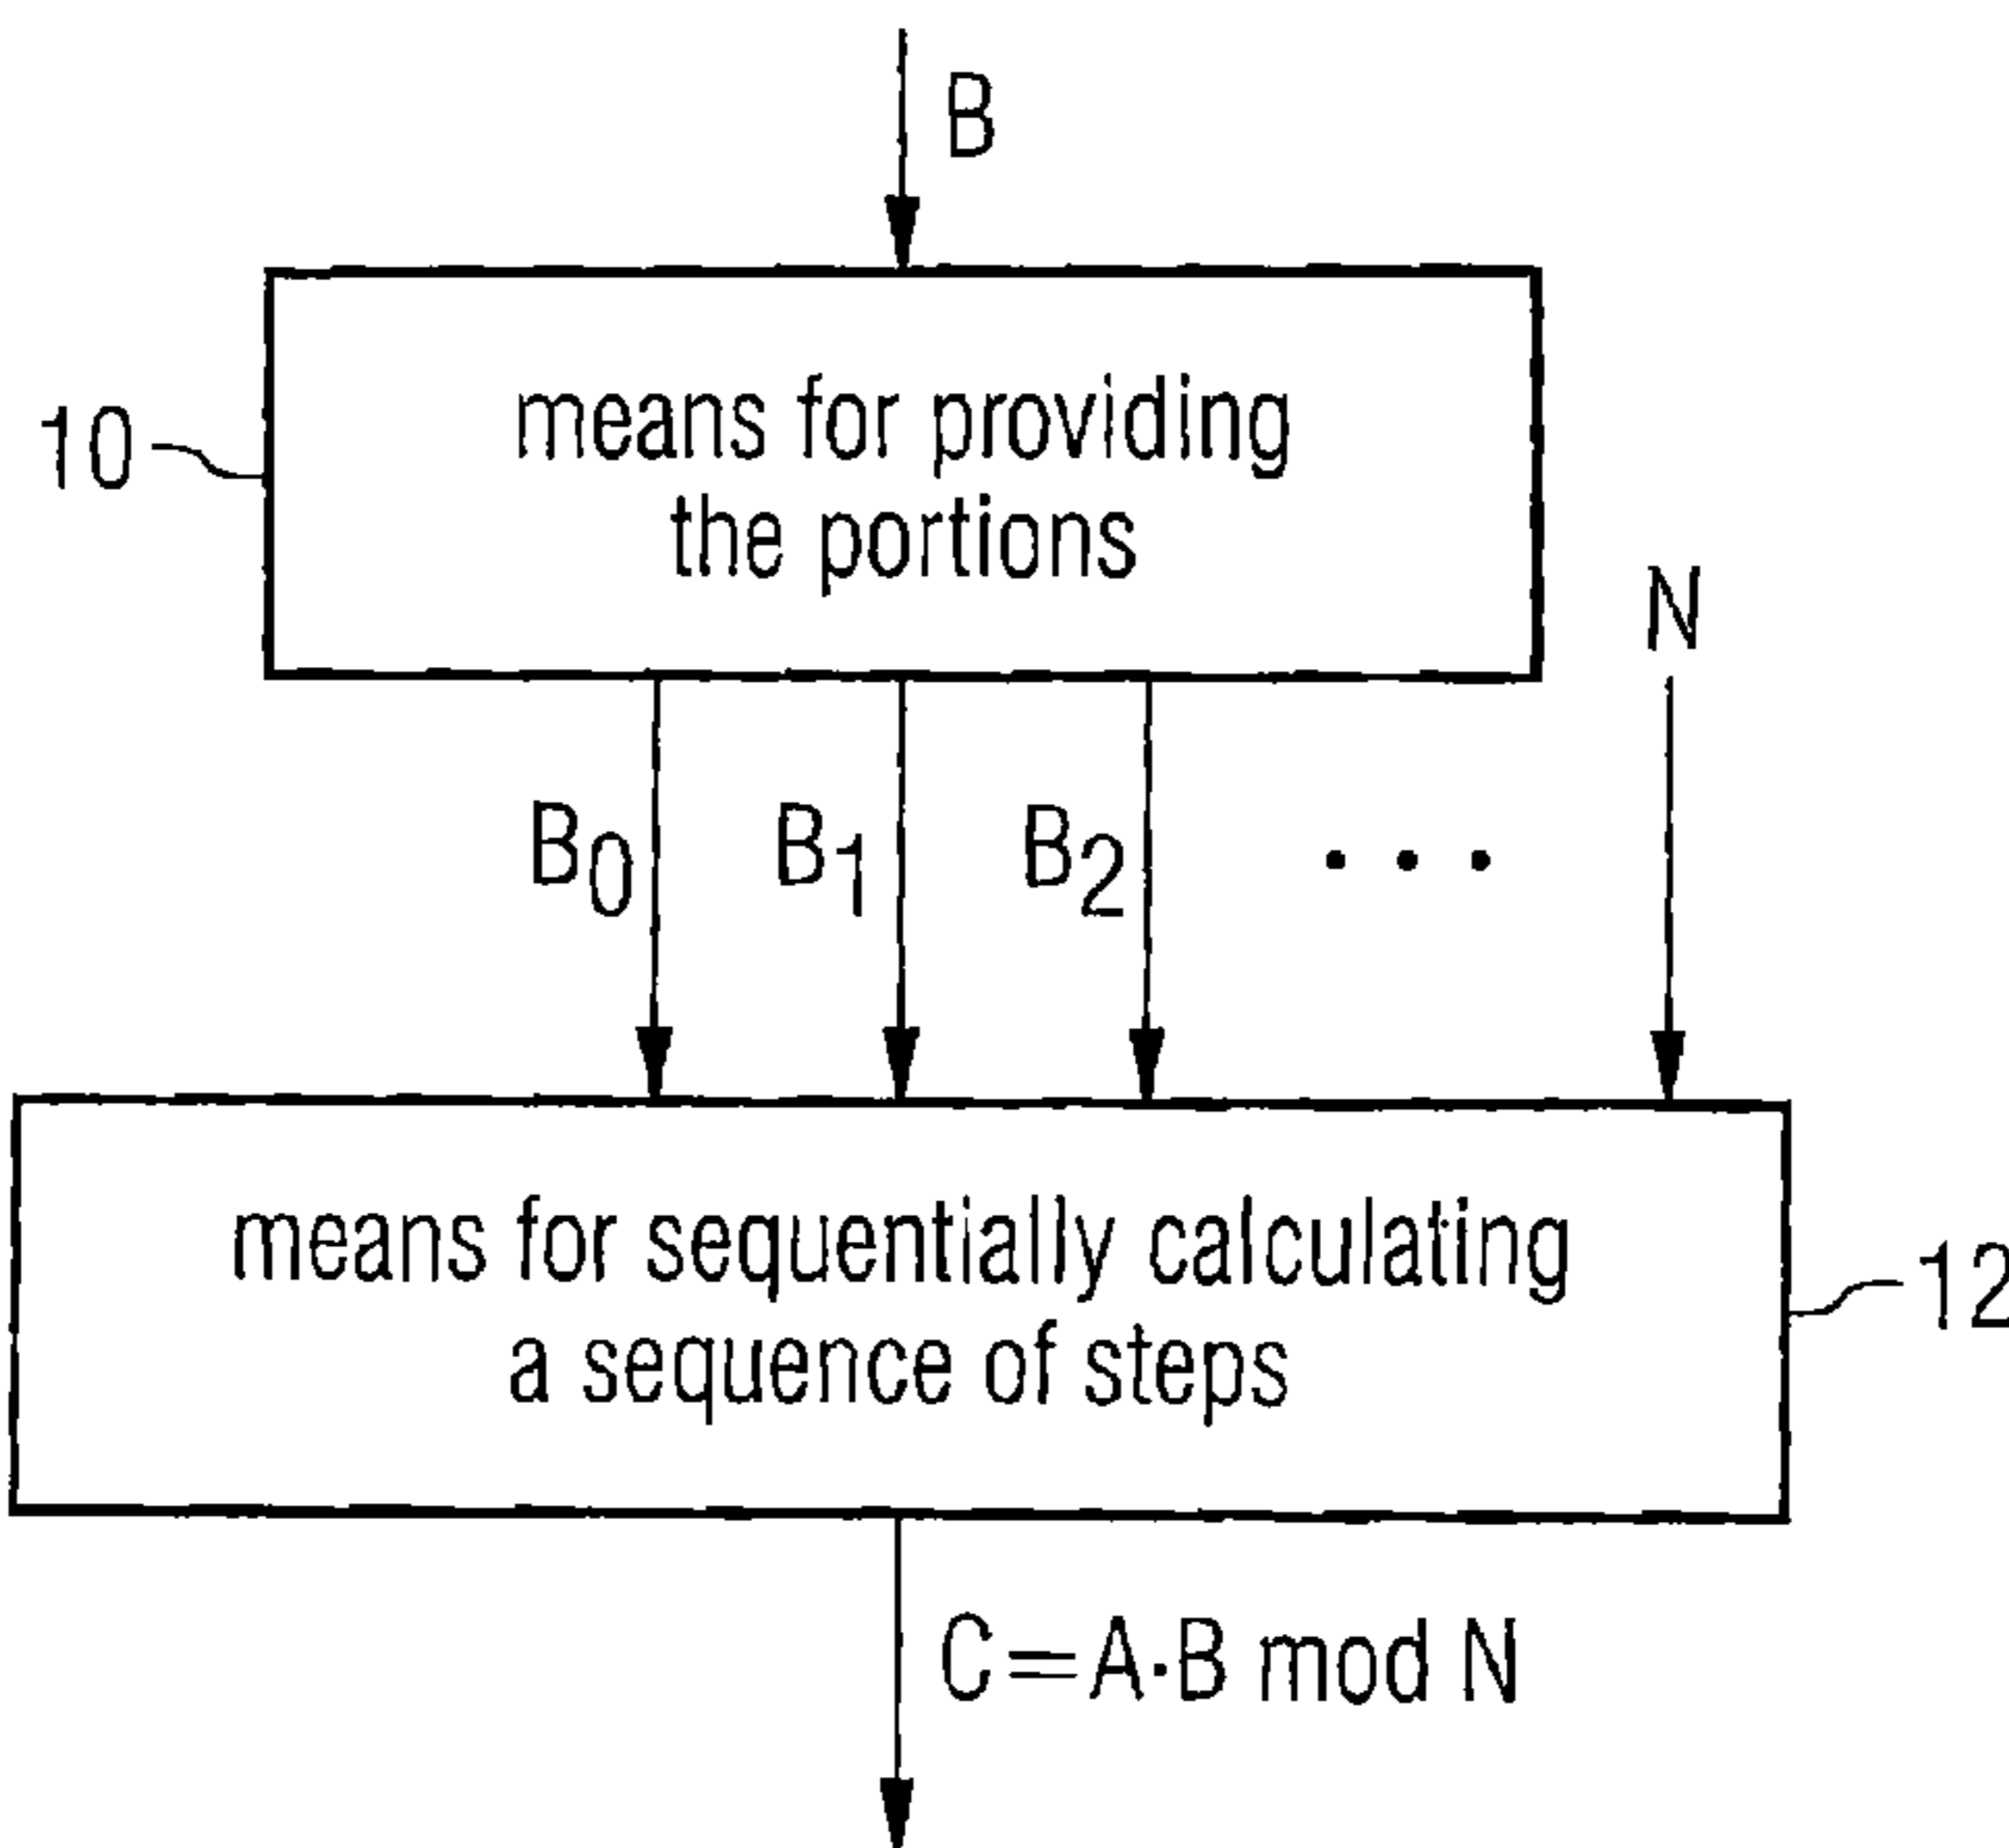 B
10
means for providing
the portions
N
B0 B1 B2 ...
means for sequentially calculating
a sequence of steps
12
C=A·B mod N